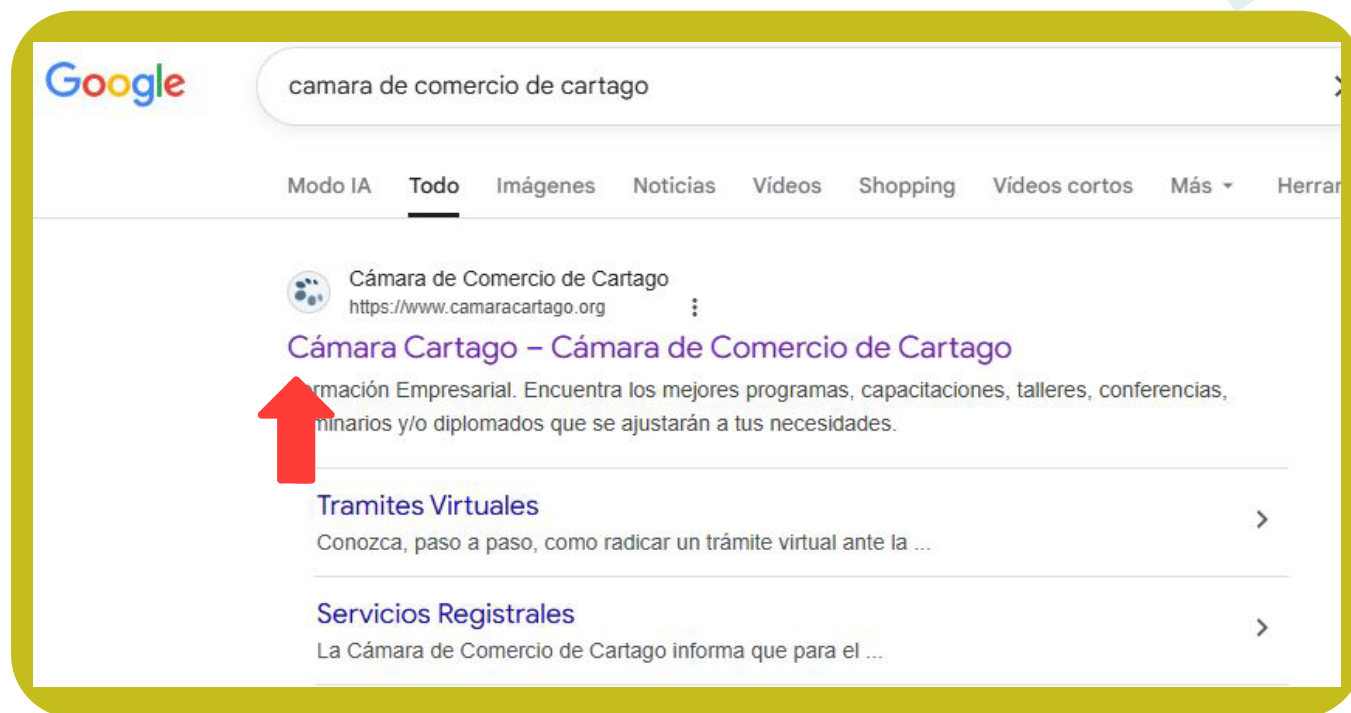 Google
camara de comercio de cartago
Modo IA Todo Imágenes Noticias Vídeos Shopping Vídeos cortos Más
Cámara de Comercio de Cartago
https://www.camaracartago.org
Cámara Cartago – Cámara de Comercio de Cartago
Empresarial. Encuentra los mejores programas, capacitaciones, talleres, conferencias,
y/o diplomados que se ajustarán a tus necesidades.
Tramites Virtuales
Conozca, paso a paso, como radicar un trámite virtual ante la ...
Servicios Registrales
La Cámara de Comercio de Cartago informa que para el ...